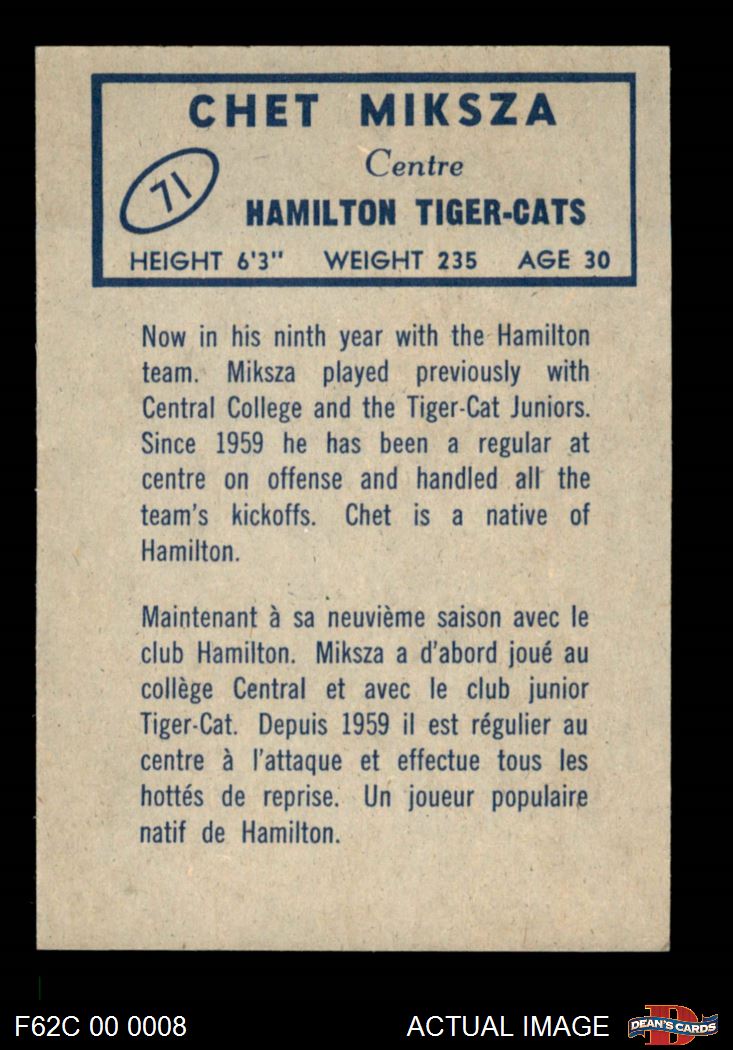 CHET MIKSZA
Centre
71
HAMILTON TIGER-CATS
HEIGHT 6'3" WEIGHT 235 AGE 30
Now in his ninth year with the Hamilton
team. Miksza played previously with
Central College and the Tiger-Cat Juniors.
Since 1959 he has been a regular at
centre on offense and handled all the
team's kickoffs. Chet is a native of
Hamilton.
Maintenant à sa neuvième saison avec le
club Hamilton. Miksza a d'abord joué au
collège Central et avec le club junior
Tiger-Cat. Depuis 1959 il est régulier au
centre à l'attaque et effectue tous les
hottés de reprise. Un joueur populaire
natif de Hamilton.
F62C 00 0008 ACTUAL IMAGE
D
DEAN'S CARDS